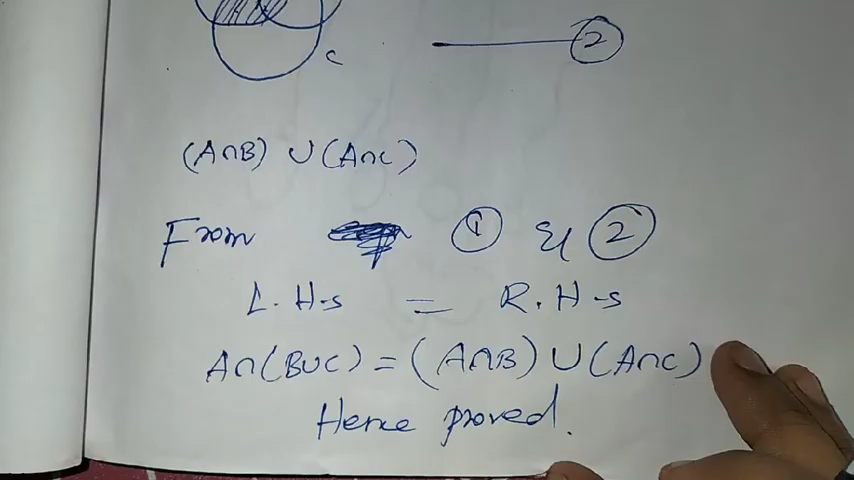 C
2
(A∩B) ∪ (A∩C)
From 1 & 2
L.H.S = R.H.S
A∩(B∪C) = (A∩B) ∪ (A∩C)
Hence proved.